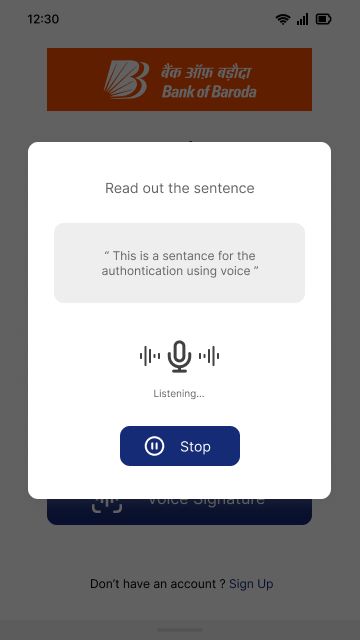 12:30
बैंक ऑफ़ बड़ौदा
Bank of Baroda
Read out the sentence
“ This is a sentance for the
authontication using voice ”
Listening...
Stop
Voice Signature
Don’t have an account ? Sign Up